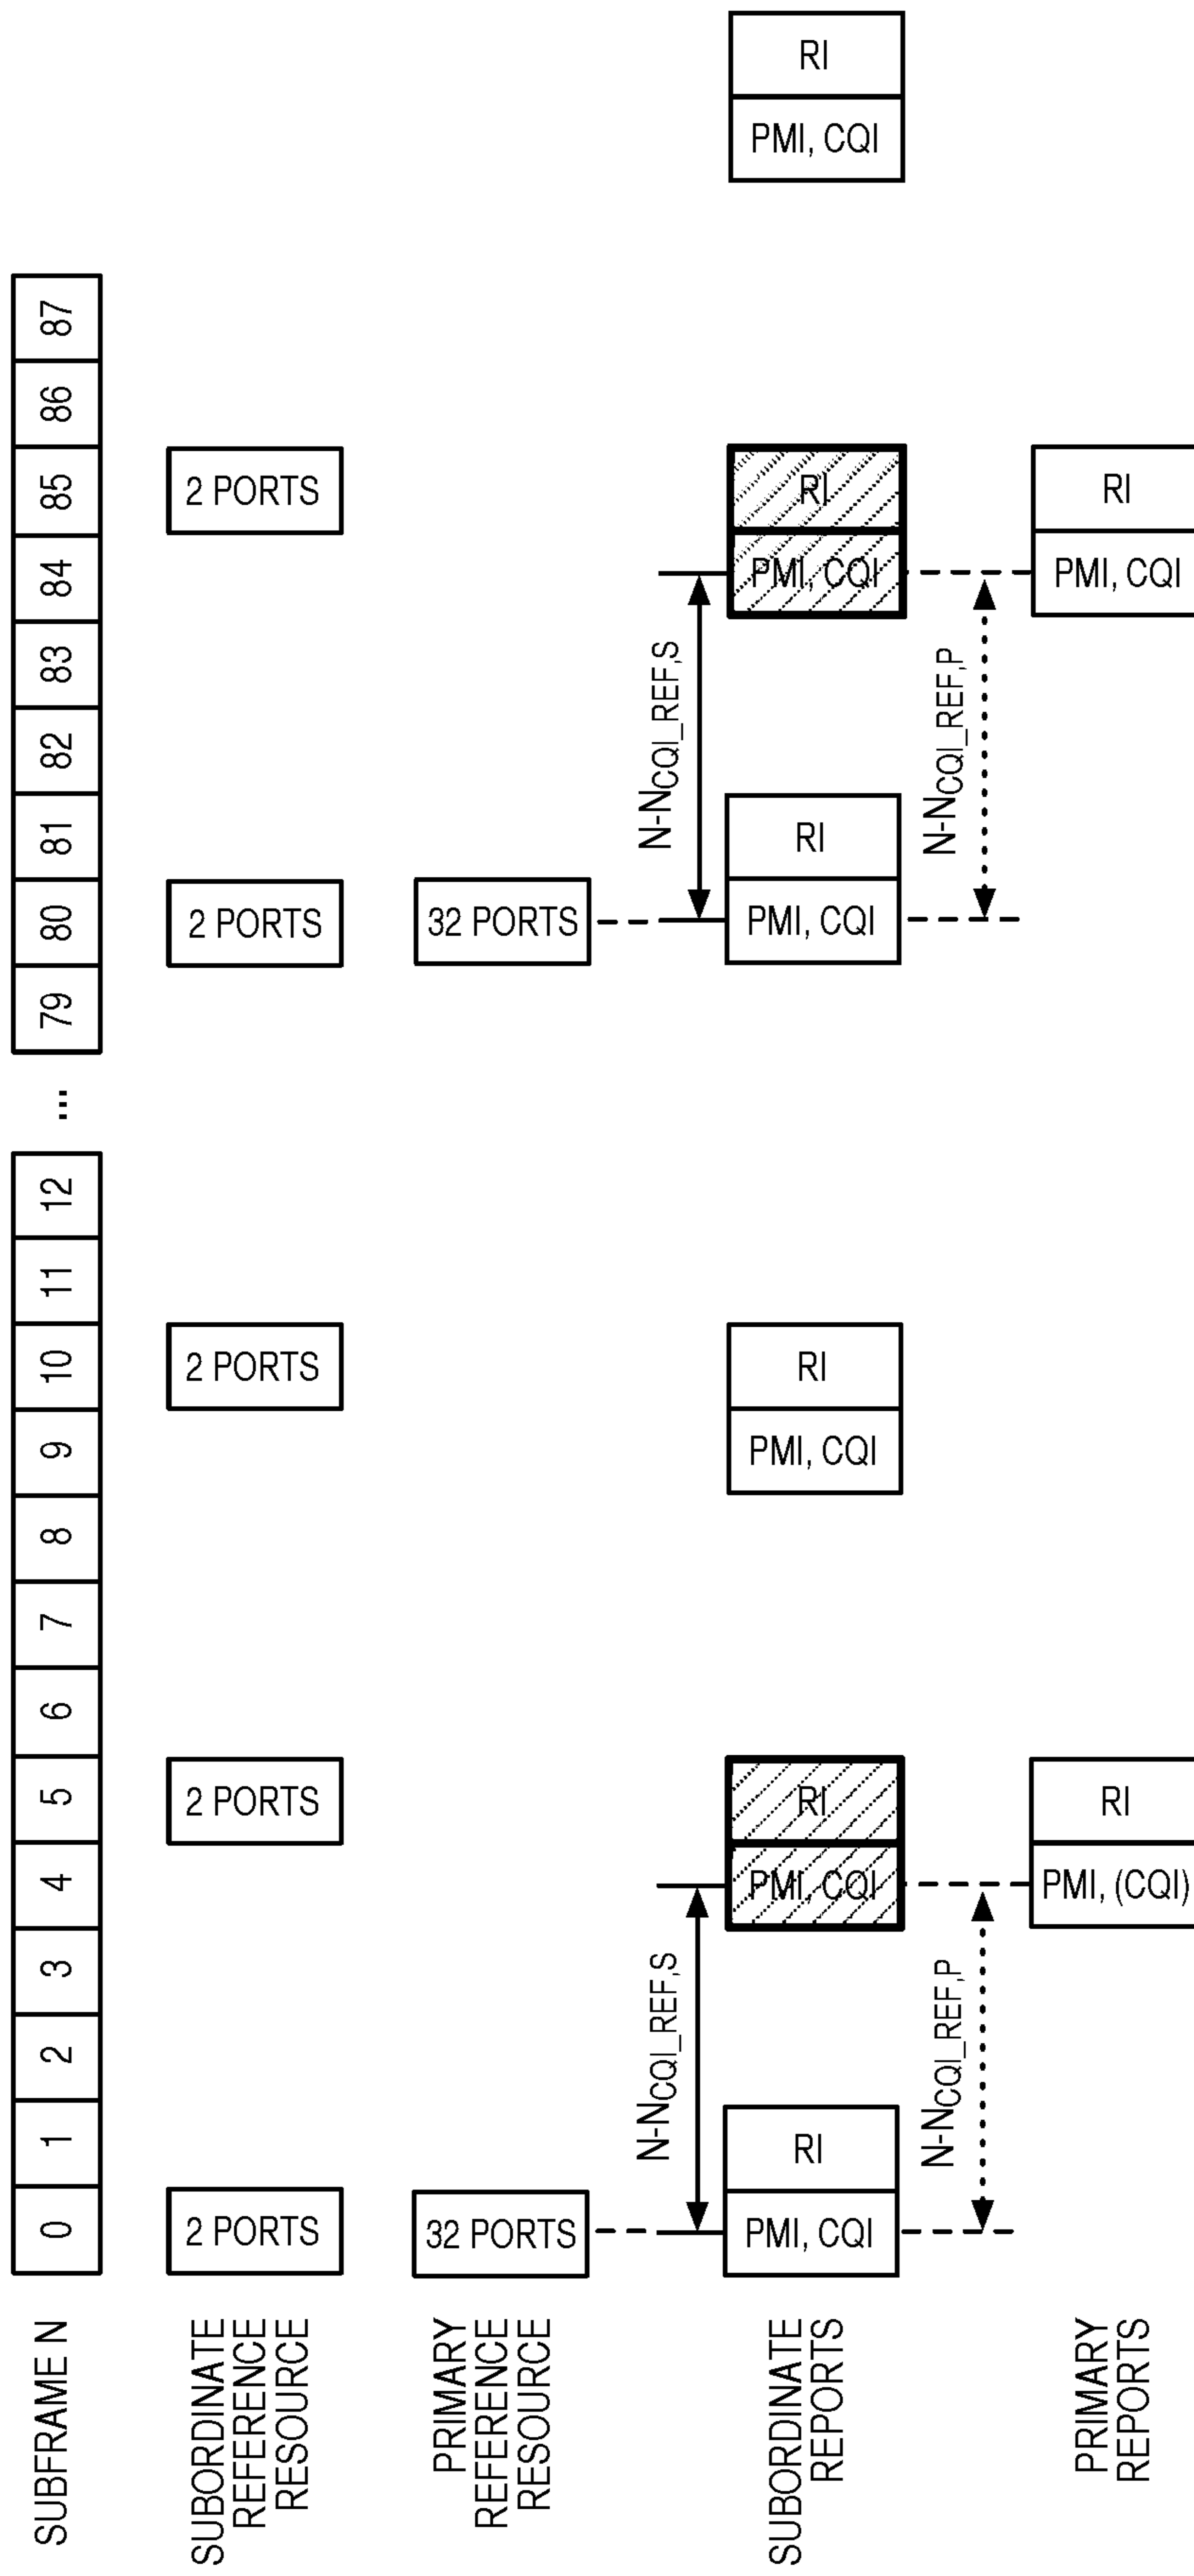 SUBFRAME N
0 1 2 3 4 5 6 7 8 9 10 11 12 ... 79 80 81 82 83 84 85 86 87
SUBORDINATE
REFERENCE
RESOURCE
2 PORTS
2 PORTS
2 PORTS
2 PORTS
2 PORTS
PRIMARY
REFERENCE
RESOURCE
32 PORTS
32 PORTS
N-NCQI_REF,S
N-NCQI_REF,S
SUBORDINATE
REPORTS
PMI, CQI
RI
PMI, CQI
RI
PMI, CQI
RI
PMI, CQI
RI
PMI, CQI
RI
PMI, CQI
RI
N-NCQI_REF,P
N-NCQI_REF,P
PRIMARY
REPORTS
PMI, (CQI)
RI
PMI, CQI
RI